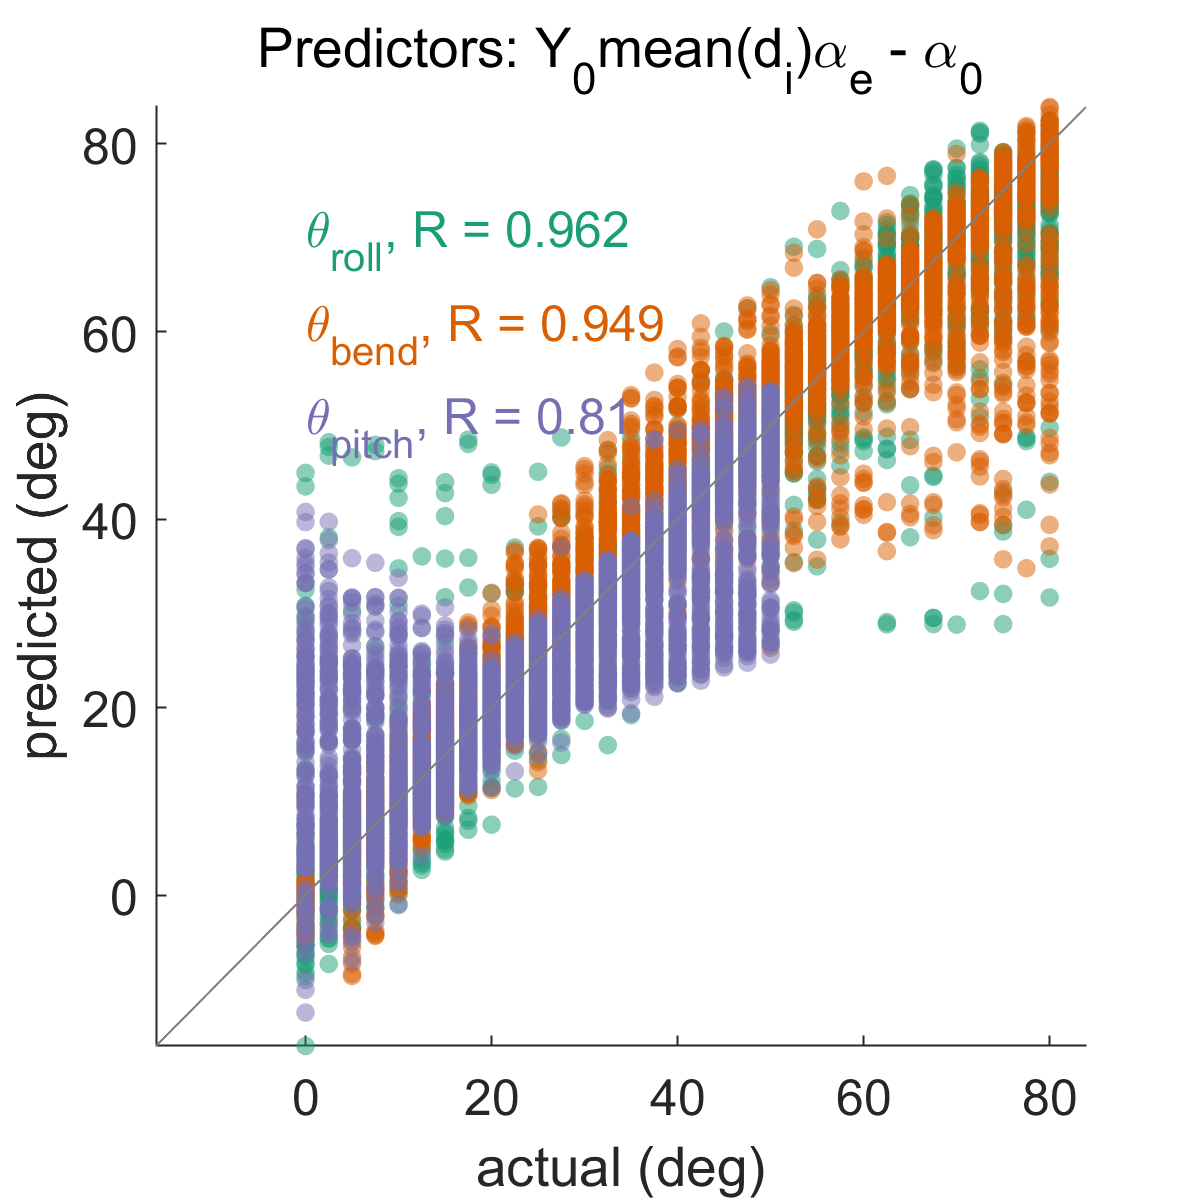 Predictors: Y₀mean(dᵢ)αₑ - α₀
θroll, R = 0.962
θbend, R = 0.949
θpitch, R = 0.81
80
60
40
20
0
predicted (deg)
0 20 40 60 80
actual (deg)